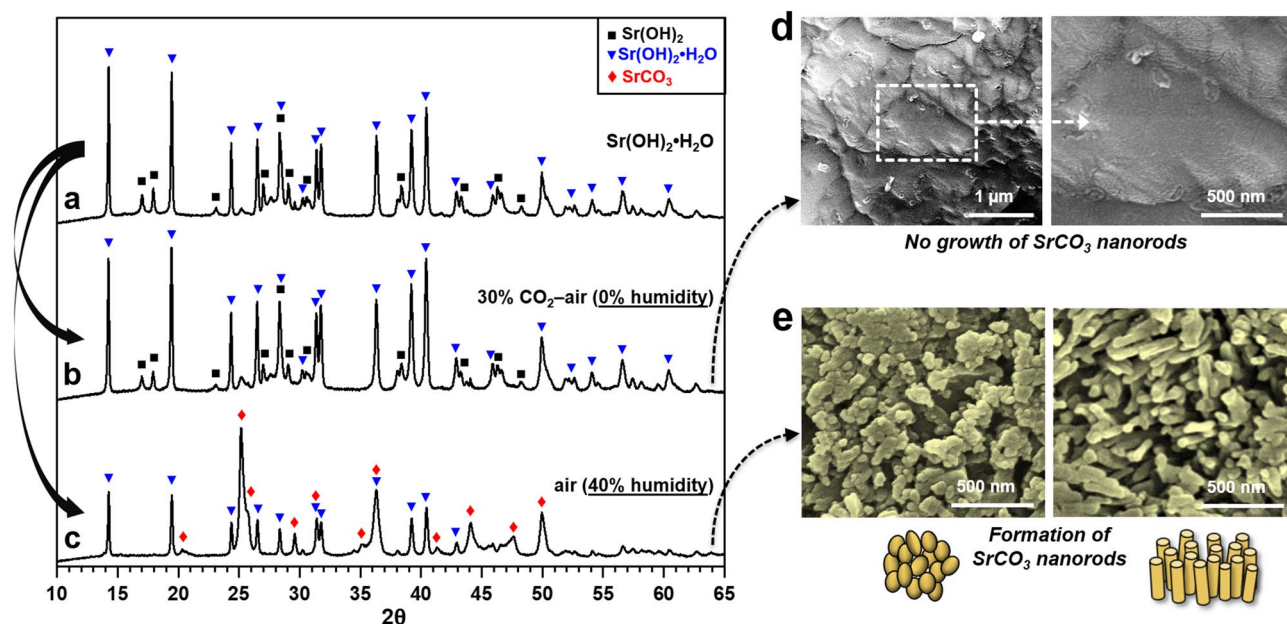 ■ Sr(OH)₂
▼Sr(OH)₂•H₂O
♦ SrCO₃
Sr(OH)₂•H₂O
a
30% CO₂–air (0% humidity)
b
air (40% humidity)
c
10 15 20 25 30 35 40 45 50 55 60 65
2θ
d
1 µm
500 nm
No growth of SrCO₃ nanorods
e
500 nm
500 nm
Formation of
SrCO₃ nanorods